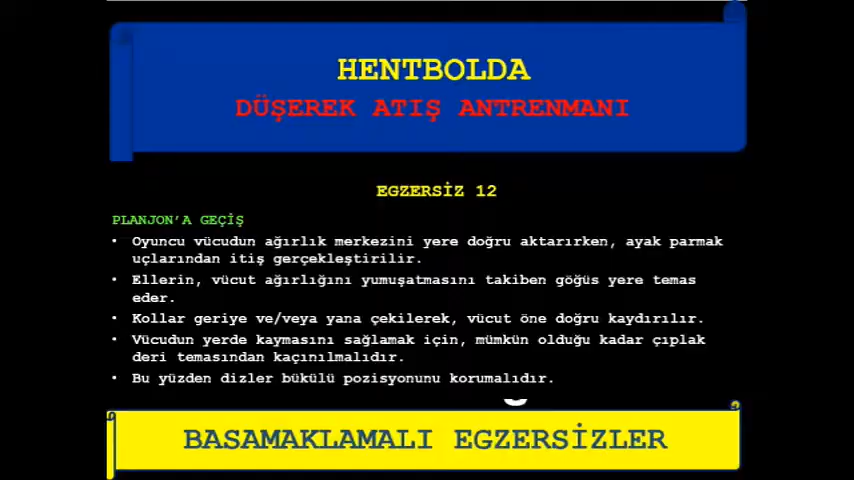 HENTBOLDA
DÜŞEREK ATIŞ ANTRENMANI
EGZERSİZ 12
PLANJON'A GEÇİŞ
• Oyuncu vücudun ağırlık merkezini yere doğru aktarırken, ayak parmak
uçlarından itiş gerçekleştirilir.
• Ellerin, vücut ağırlığını yumuşatmasını takiben göğüs yere temas
eder.
• Kollar geriye ve/veya yana çekilerek, vücut öne doğru kaydırılır.
• Vücudun yerde kaymasını sağlamak için, mümkün olduğu kadar çıplak
deri temasından kaçınılmalıdır.
• Bu yüzden dizler bükülü pozisyonunu korumalıdır.
BASAMAKLAMALI EGZERSİZLER